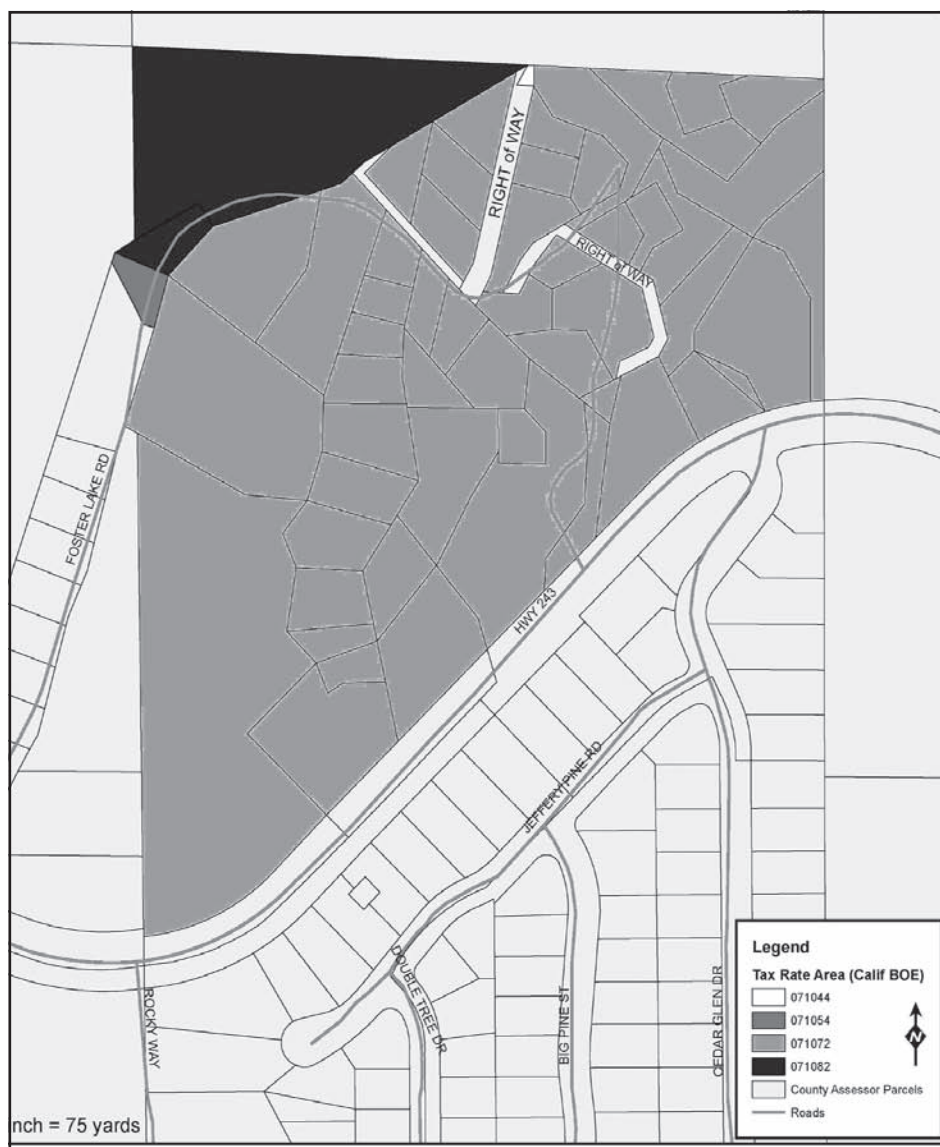 RIGHT of WAY
RIGHT of WAY
FOSTER LAKE RD
HWY 243
JEFFERY PINE RD
DOUBLE TREE DR
ROCKY WAY
BIG PINE ST
CEDAR GLEN DR
nch = 75 yards
Legend
Tax Rate Area (Calif BOE)
071044
071054
071072
071082
County Assessor Parcels
Roads
N